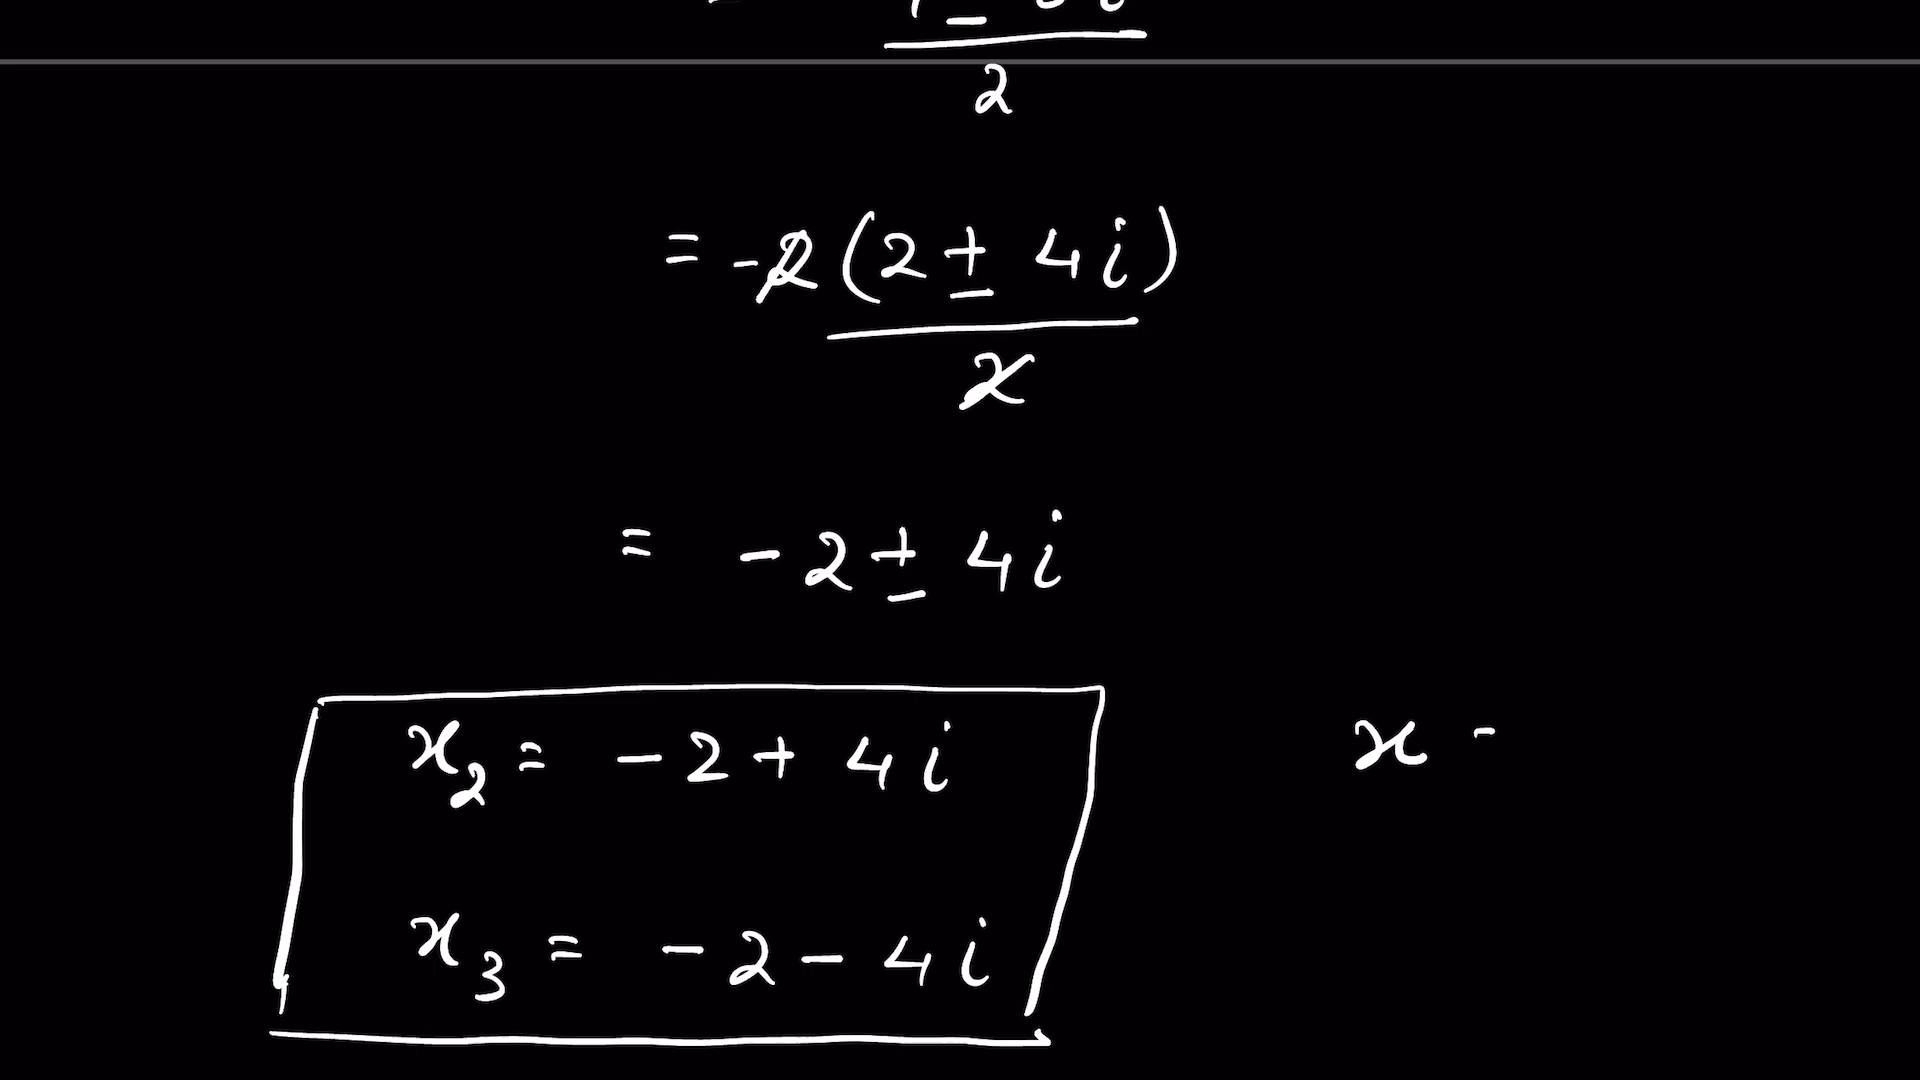 2
= -2 (2 ± 4i)
2
= -2 ± 4i
x₂ = -2 + 4i
x -
x₃ = -2 - 4i